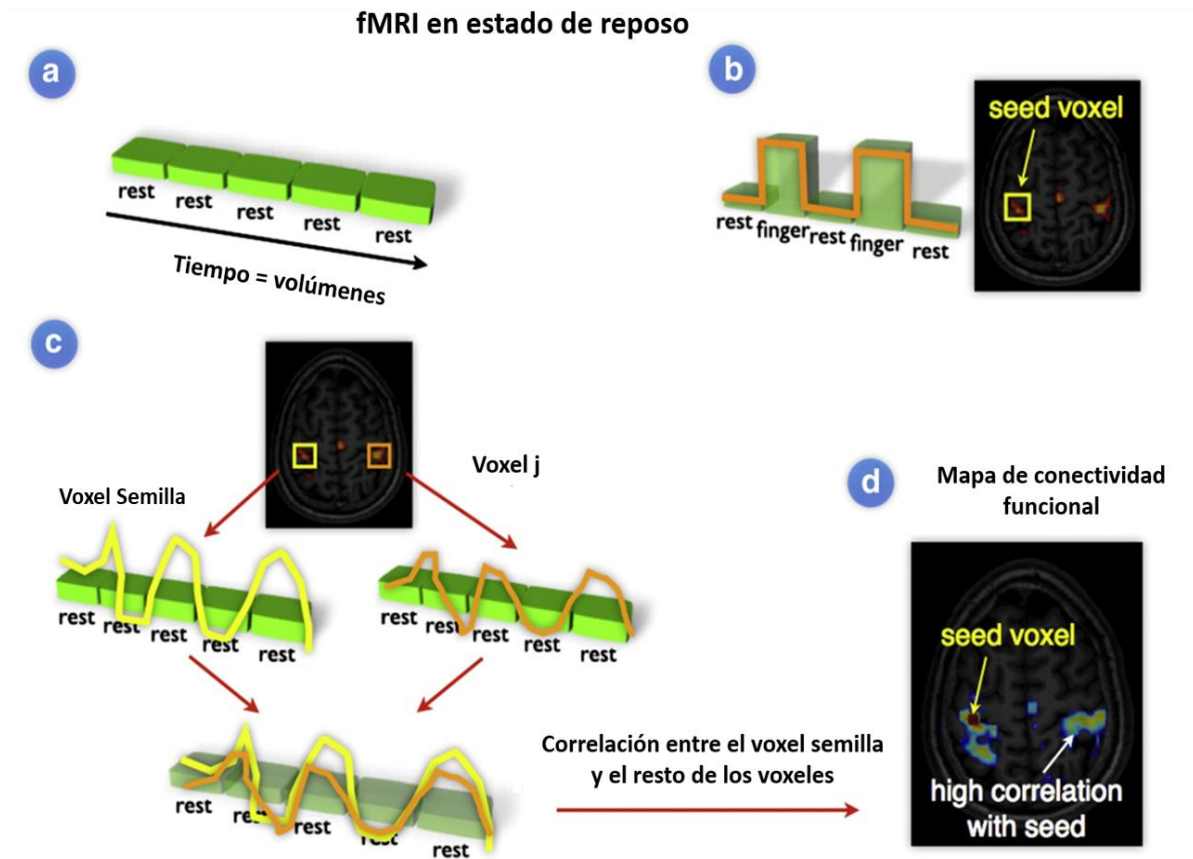 fMRI en estado de reposo
a
rest
rest
rest
rest
rest
Tiempo = volúmenes
b
rest
finger
rest
finger
rest
seed voxel
c
Voxel Semilla
Voxel j
rest
rest
rest
rest
rest
rest
rest
rest
rest
rest
rest
rest
rest
rest
Correlación entre el voxel semilla
y el resto de los voxeles
d
Mapa de conectividad
funcional
seed voxel
high correlation
with seed